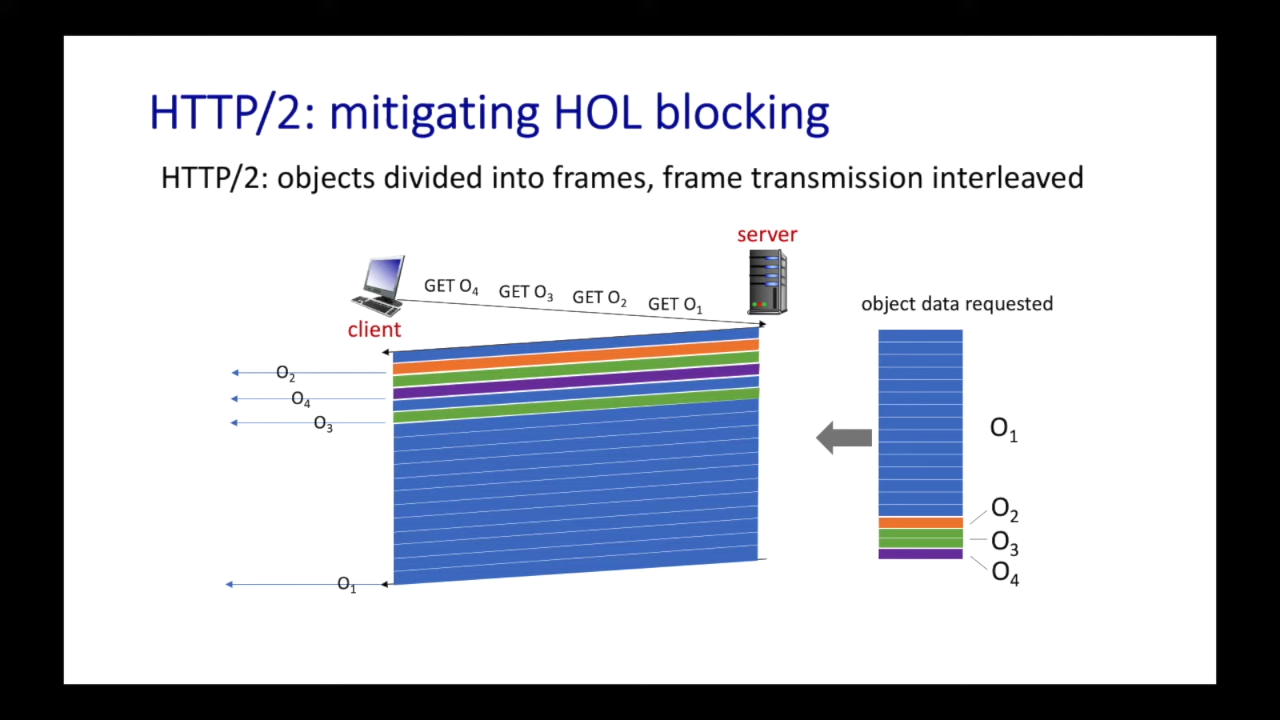 HTTP/2: mitigating HOL blocking
HTTP/2: objects divided into frames, frame transmission interleaved
server
GET O₄ GET O₃ GET O₂ GET O₁
client
object data requested
O₂
O₄
O₃
O₁
O₁
O₂
O₃
O₄